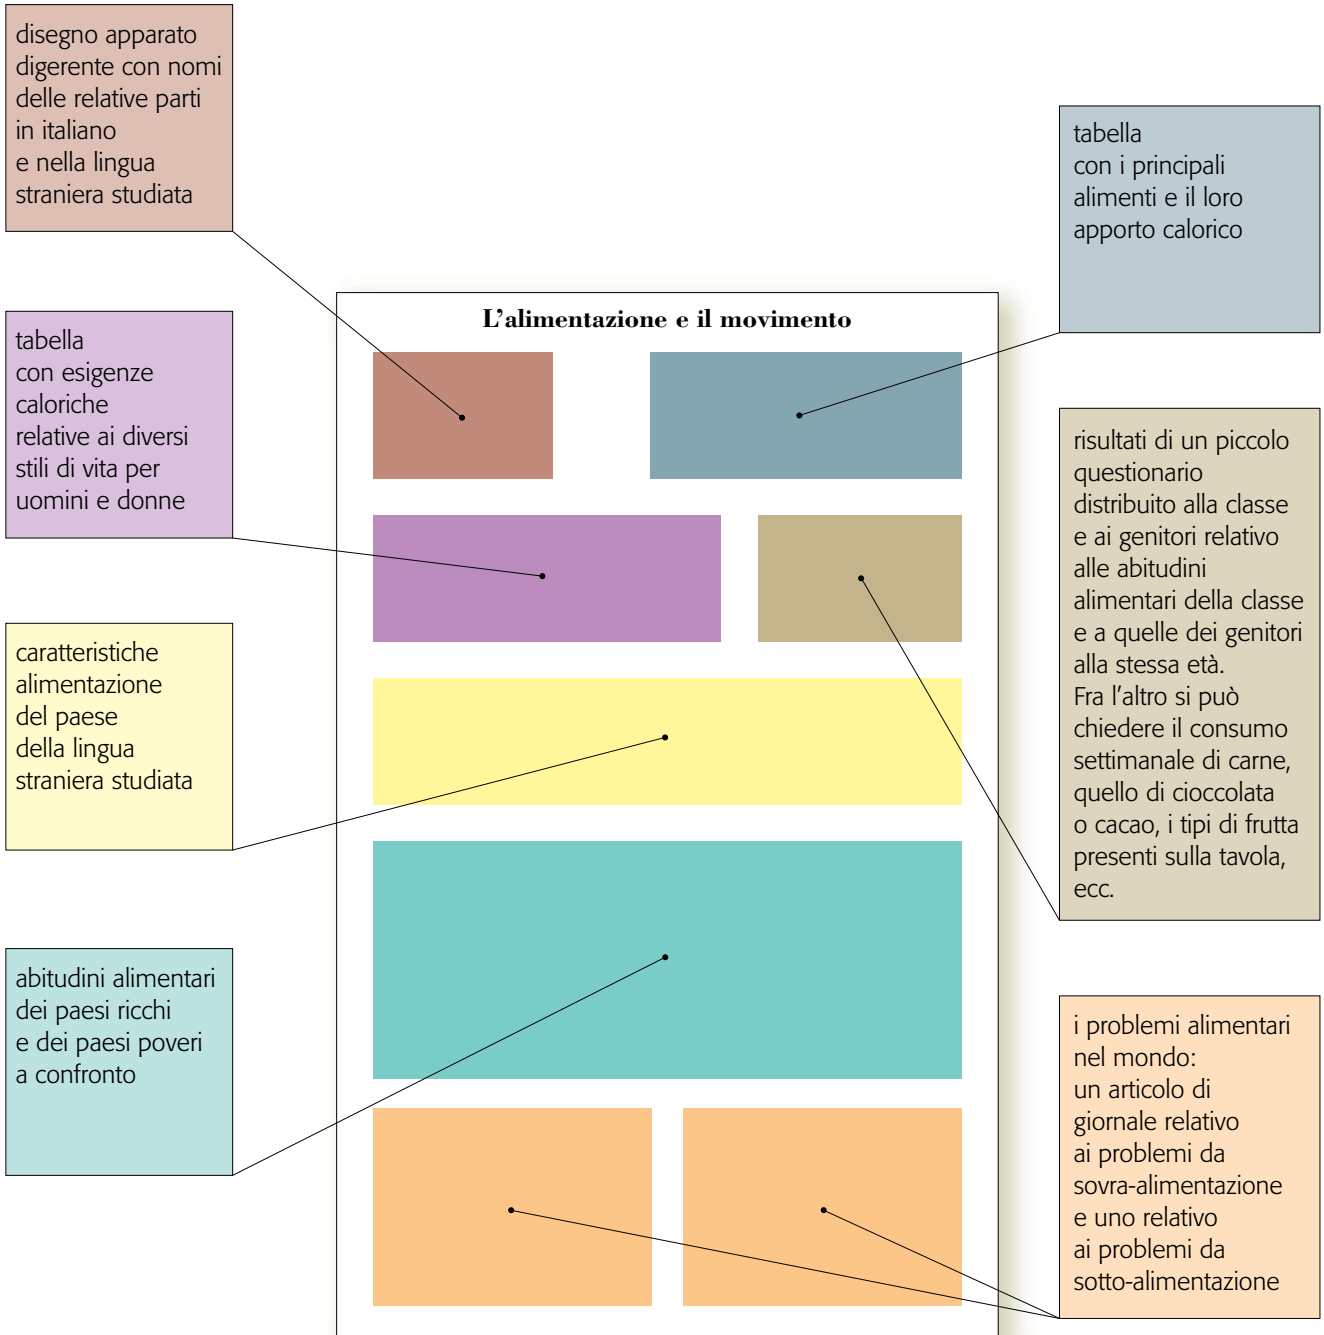 disegno apparato
digerente con nomi
delle relative parti
in italiano
e nella lingua
straniera studiata
tabella
con i principali
alimenti e il loro
apporto calorico
L'alimentazione e il movimento
tabella
con esigenze
caloriche
relative ai diversi
stili di vita per
uomini e donne
risultati di un piccolo
questionario
distribuito alla classe
e ai genitori relativo
alle abitudini
alimentari della classe
e a quelle dei genitori
alla stessa età.
Fra l'altro si può
chiedere il consumo
settimanale di carne,
quello di cioccolata
o cacao, i tipi di frutta
presenti sulla tavola,
ecc.
caratteristiche
alimentazione
del paese
della lingua
straniera studiata
abitudini alimentari
dei paesi ricchi
e dei paesi poveri
a confronto
i problemi alimentari
nel mondo:
un articolo di
giornale relativo
ai problemi da
sovra-alimentazione
e uno relativo
ai problemi da
sotto-alimentazione